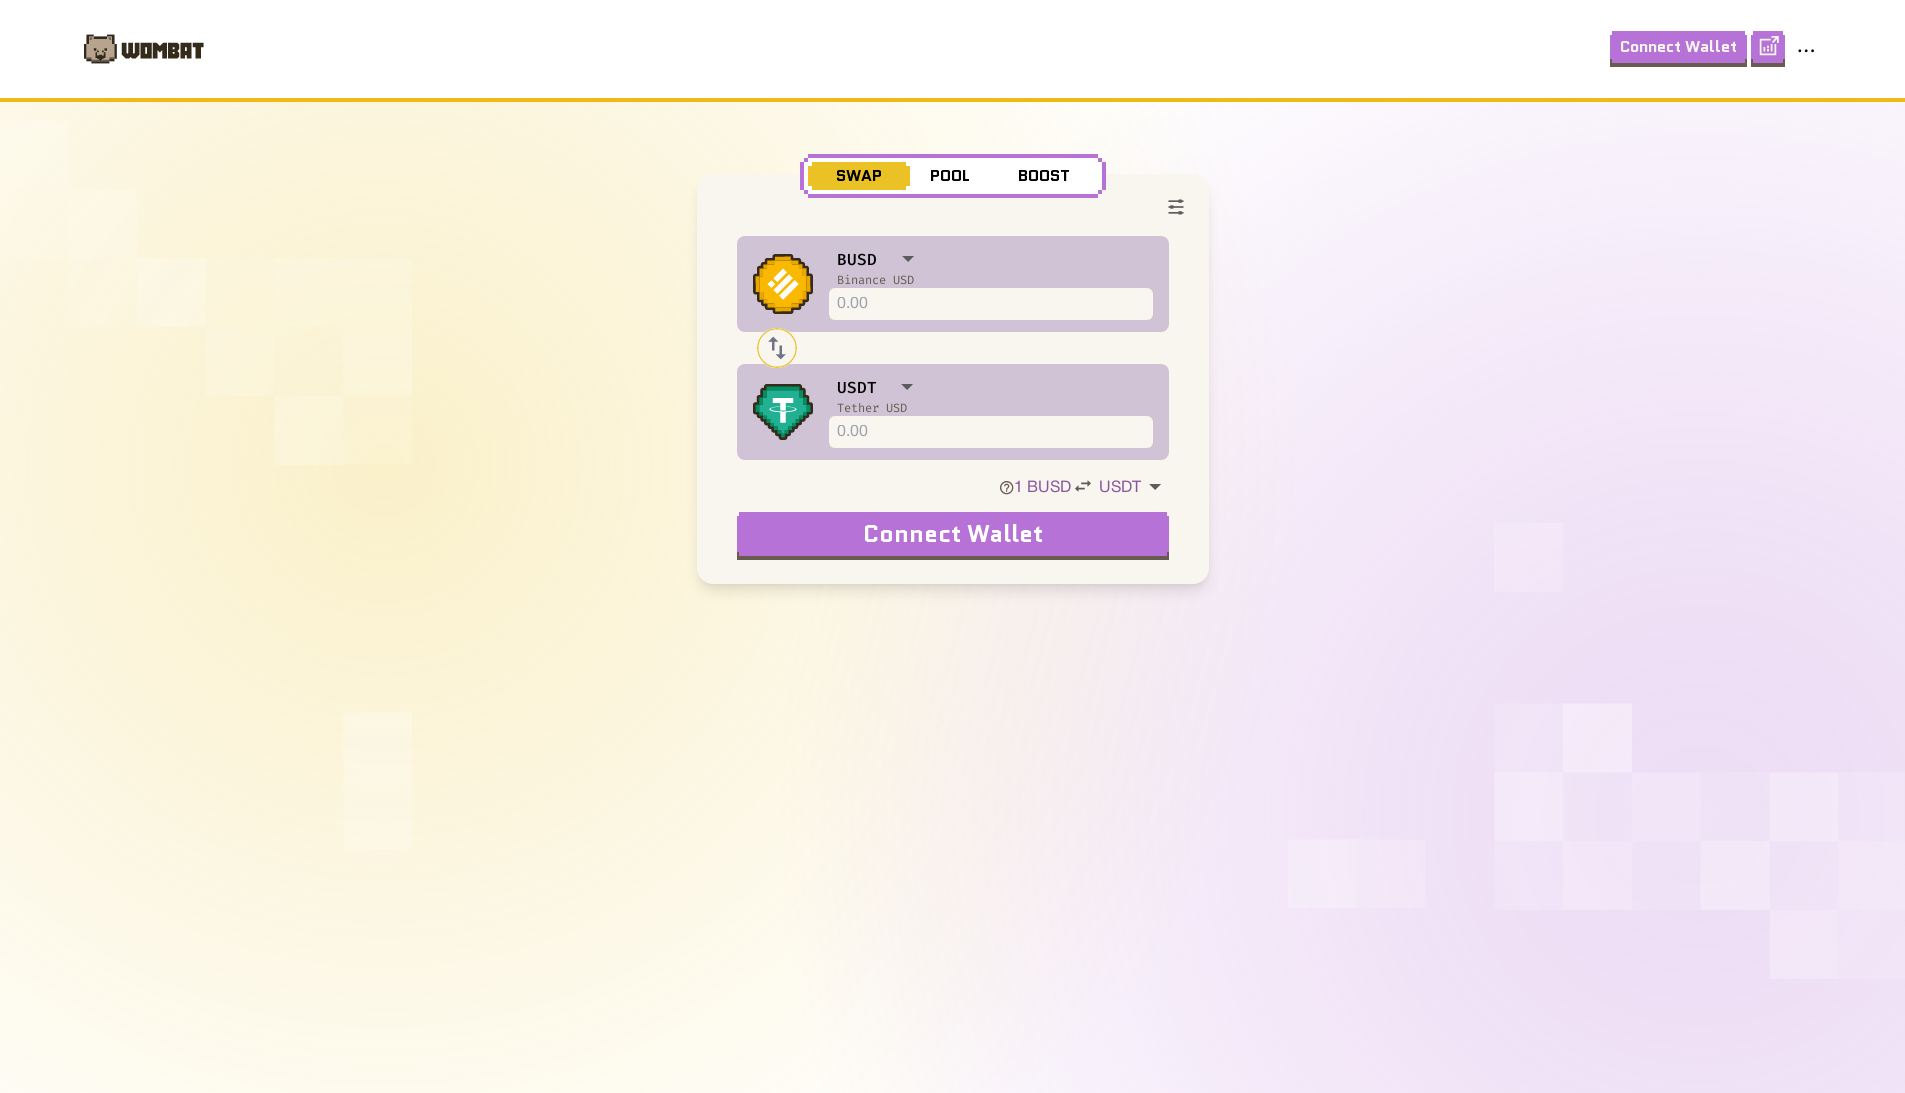 WOMBAT
Connect Wallet
...
SWAP POOL BOOST
BUSD
Binance USD
0.00
USDT
Tether USD
0.00
1 BUSD USDT
Connect Wallet